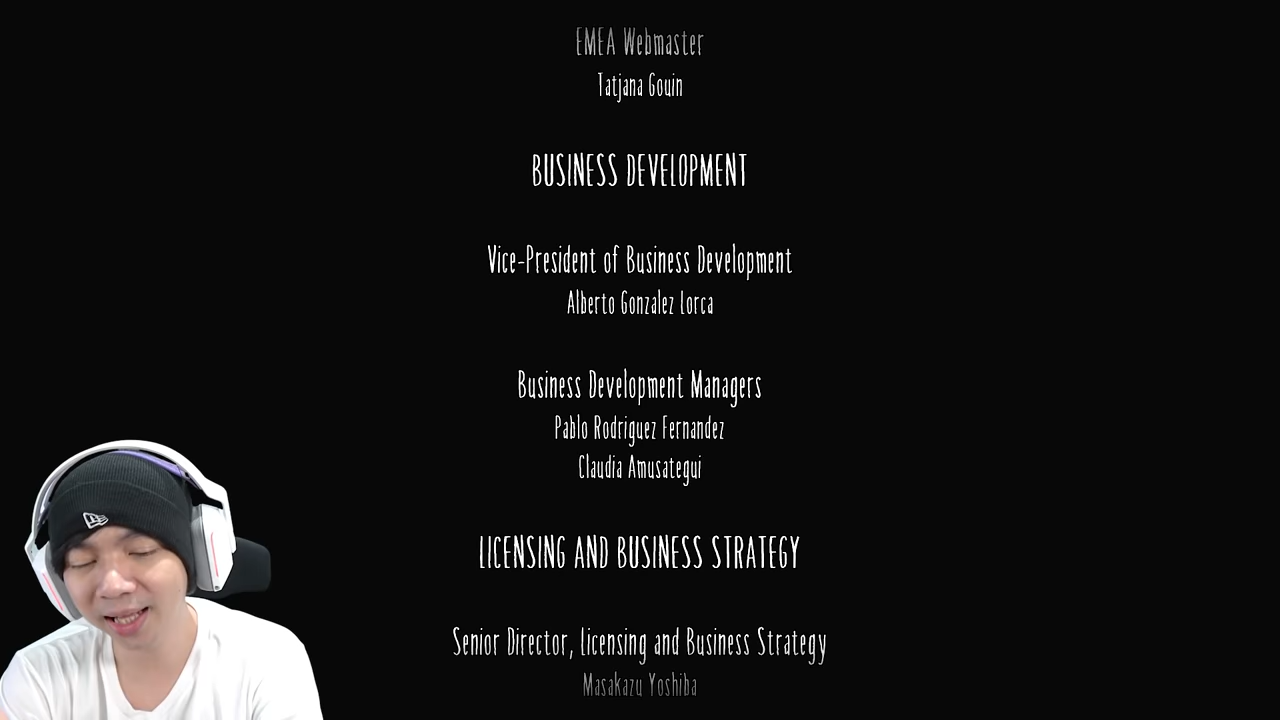 EMEA Webmaster
Tatjana Gouin
BUSINESS DEVELOPMENT
Vice-President of Business Development
Alberto Gonzalez Lorca
Business Development Managers
Pablo Rodriguez Fernandez
Claudia Amusategui
LICENSING AND BUSINESS STRATEGY
Senior Director, Licensing and Business Strategy
Masakazu Yoshiba